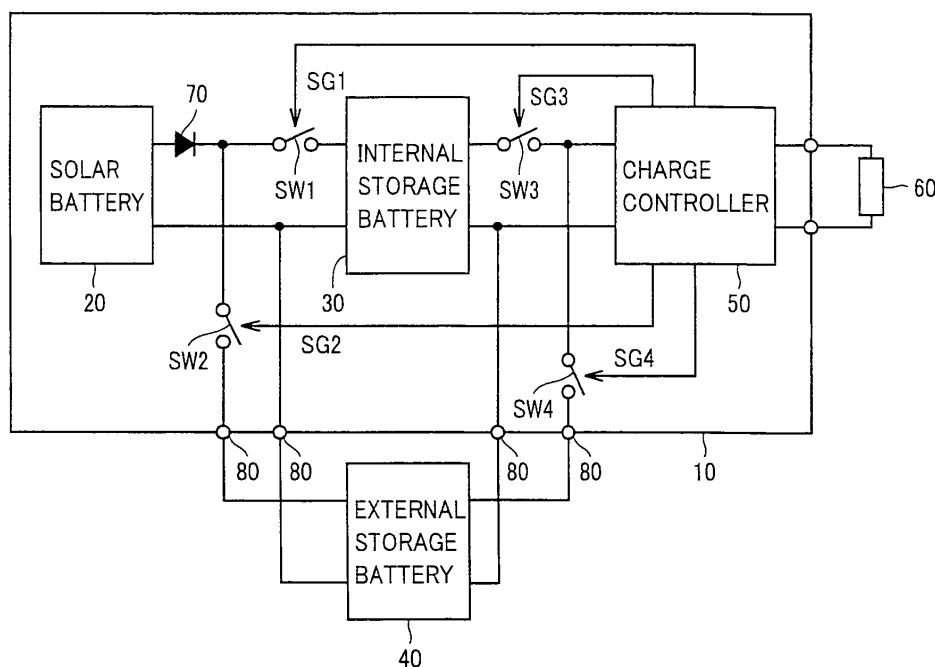 SG1
SG3
70
SOLAR
BATTERY
SW1
INTERNAL
STORAGE
BATTERY
SW3
CHARGE
CONTROLLER
60
20
30
50
SW2
SG2
SG4
SW4
80
80
80
80
10
EXTERNAL
STORAGE
BATTERY
40